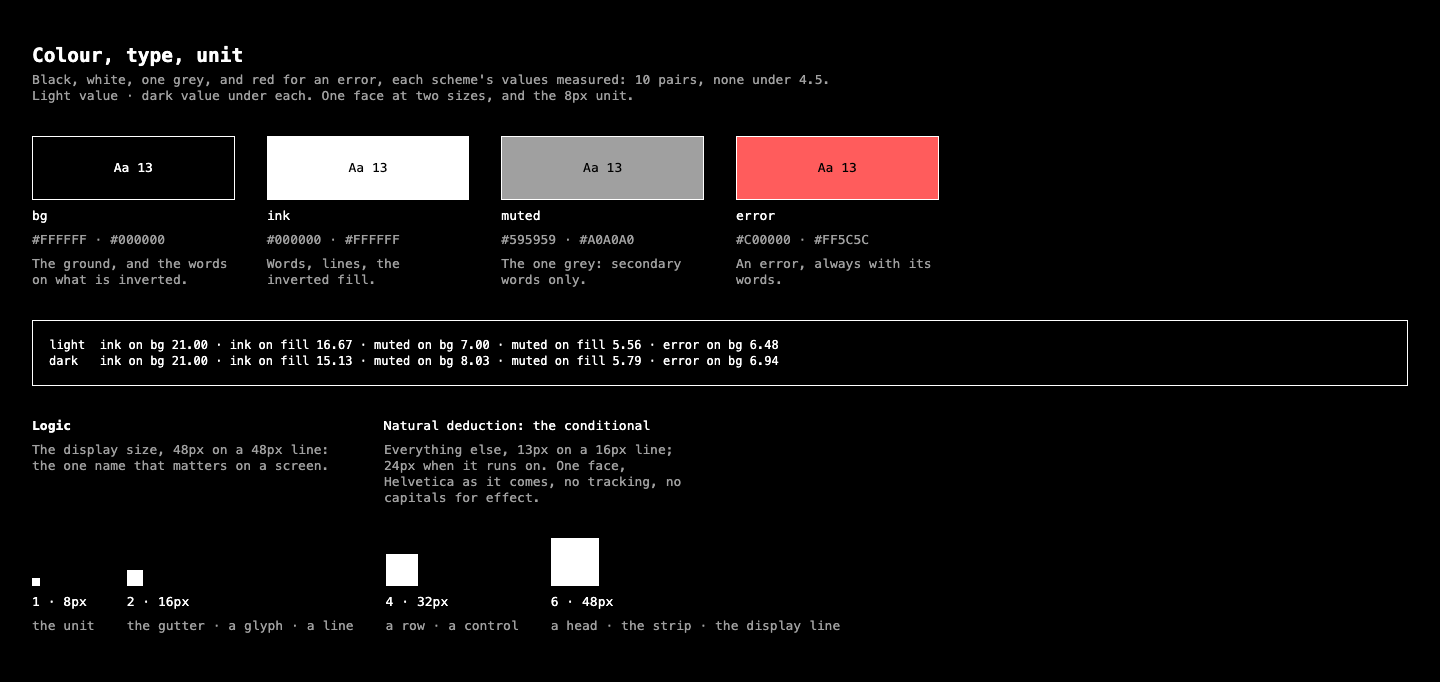 Colour, type, unit
Black, white, one grey, and red for an error, each scheme's values measured: 10 pairs, none under 4.5.
Light value · dark value under each. One face at two sizes, and the 8px unit.
Aa 13
Aa 13
Aa 13
Aa 13
bg
ink
muted
error
#FFFFFF · #000000
#000000 · #FFFFFF
#595959 · #A0A0A0
#C00000 · #FF5C5C
The ground, and the words
on what is inverted.
Words, lines, the
inverted fill.
The one grey: secondary
words only.
An error, always with its
words.
light  ink on bg 21.00 · ink on fill 16.67 · muted on bg 7.00 · muted on fill 5.56 · error on bg 6.48
dark   ink on bg 21.00 · ink on fill 15.13 · muted on bg 8.03 · muted on fill 5.79 · error on bg 6.94
Logic
The display size, 48px on a 48px line:
the one name that matters on a screen.
Natural deduction: the conditional
Everything else, 13px on a 16px line;
24px when it runs on. One face,
Helvetica as it comes, no tracking, no
capitals for effect.
1 · 8px
the unit
2 · 16px
the gutter · a glyph · a line
4 · 32px
a row · a control
6 · 48px
a head · the strip · the display line